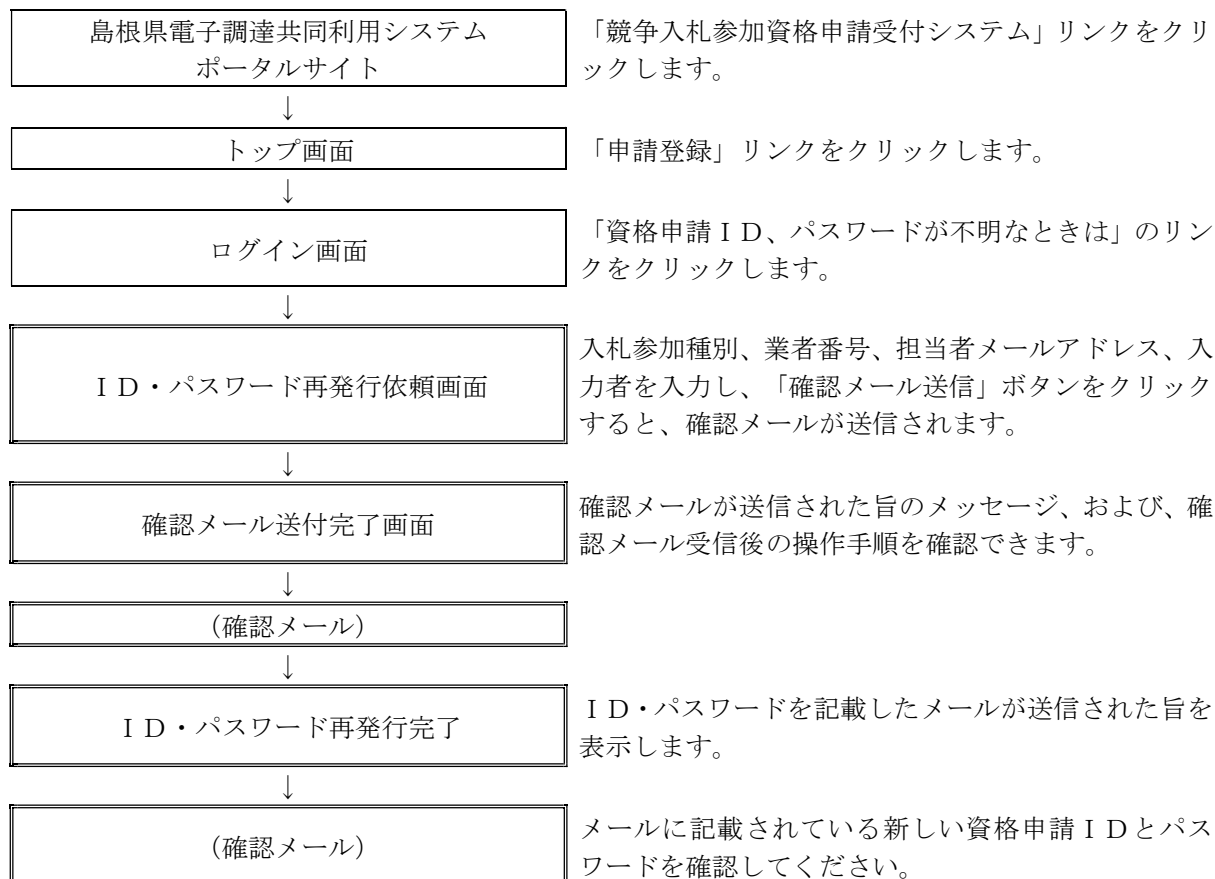 島根県電子調達共同利用システム
ポータルサイト
「競争入札参加資格申請受付システム」リンクをクリ
ックします。
↓
トップ画面
「申請登録」リンクをクリックします。
↓
ログイン画面
「資格申請ＩＤ、パスワードが不明なときは」のリン
クをクリックします。
↓
ＩＤ・パスワード再発行依頼画面
入札参加種別、業者番号、担当者メールアドレス、入
力者を入力し、「確認メール送信」ボタンをクリック
すると、確認メールが送信されます。
↓
確認メール送付完了画面
確認メールが送信された旨のメッセージ、および、確
認メール受信後の操作手順を確認できます。
↓
（確認メール）
↓
ＩＤ・パスワード再発行完了
ＩＤ・パスワードを記載したメールが送信された旨を
表示します。
↓
（確認メール）
メールに記載されている新しい資格申請ＩＤとパス
ワードを確認してください。